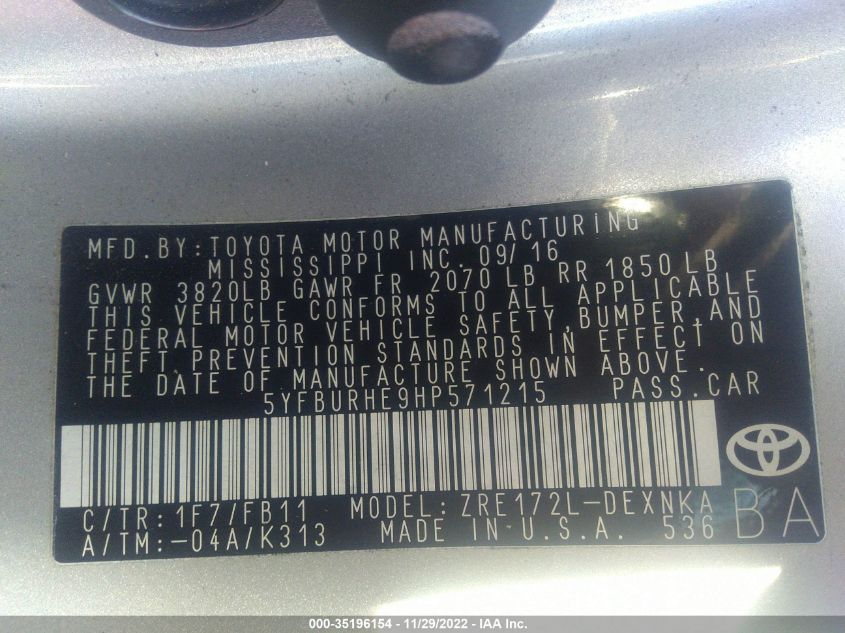 MFD.BY:TOYOTA MOTOR MANUFACTURING
MISSISSIPPI INC. 09/16
GVWR 3820LB GAWR FR 2070 LB RR 1850 LB
THIS VEHICLE CONFORMS TO ALL APPLICABLE
FEDERAL MOTOR VEHICLE SAFETY,BUMPER,AND
THEFT PREVENTION STANDARDS IN EFFECT ON
THE DATE OF MANUFACTURE SHOWN ABOVE.
5YFBURHE9HP571215 PASS.CAR
C/TR:1F7/FB11 MODEL:ZRE172L-DEXNKA
A/TM:-04A/K313 MADE IN U.S.A. 536
BA
000-35196154 - 11/29/2022 - IAA Inc.